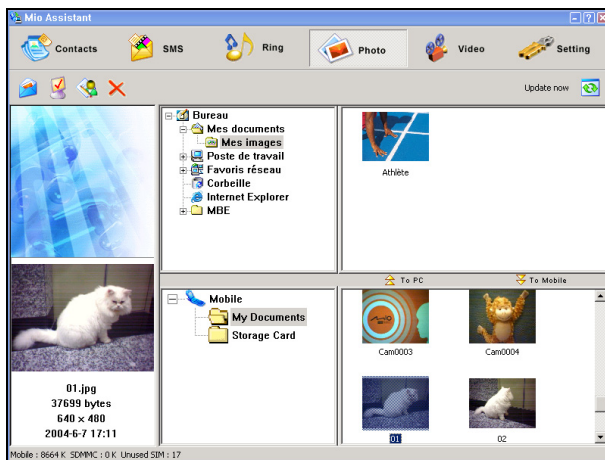 Mio Assistant
Contacts
SMS
Ring
Photo
Video
Setting
Update now
Bureau
Mes documents
Mes images
Poste de travail
Favoris réseau
Corbeille
Internet Explorer
MBE
Athlète
To PC
To Mobile
Mobile
My Documents
Storage Card
Cam0003
Cam0004
01
02
01.jpg
37699 bytes
640 x 480
2004-6-7 17:11
Mobile : 8664 K SDMMC : 0 K Unused SIM : 17